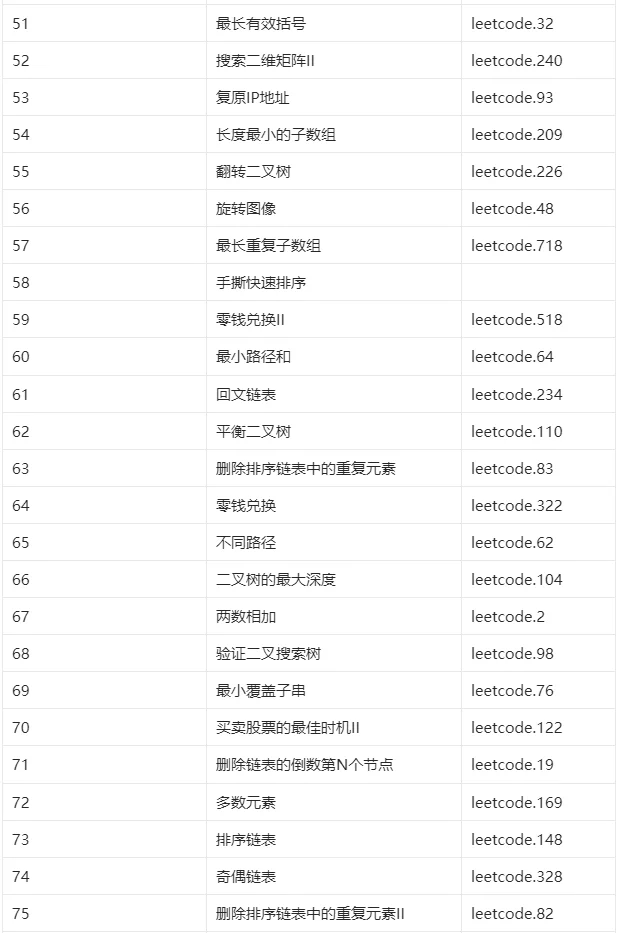 51 最长有效括号 leetcode.32
52 搜索二维矩阵II leetcode.240
53 复原IP地址 leetcode.93
54 长度最小的子数组 leetcode.209
55 翻转二叉树 leetcode.226
56 旋转图像 leetcode.48
57 最长重复子数组 leetcode.718
58 手撕快速排序
59 零钱兑换II leetcode.518
60 最小路径和 leetcode.64
61 回文链表 leetcode.234
62 平衡二叉树 leetcode.110
63 删除排序链表中的重复元素 leetcode.83
64 零钱兑换 leetcode.322
65 不同路径 leetcode.62
66 二叉树的最大深度 leetcode.104
67 两数相加 leetcode.2
68 验证二叉搜索树 leetcode.98
69 最小覆盖子串 leetcode.76
70 买卖股票的最佳时机II leetcode.122
71 删除链表的倒数第N个节点 leetcode.19
72 多数元素 leetcode.169
73 排序链表 leetcode.148
74 奇偶链表 leetcode.328
75 删除排序链表中的重复元素II leetcode.82